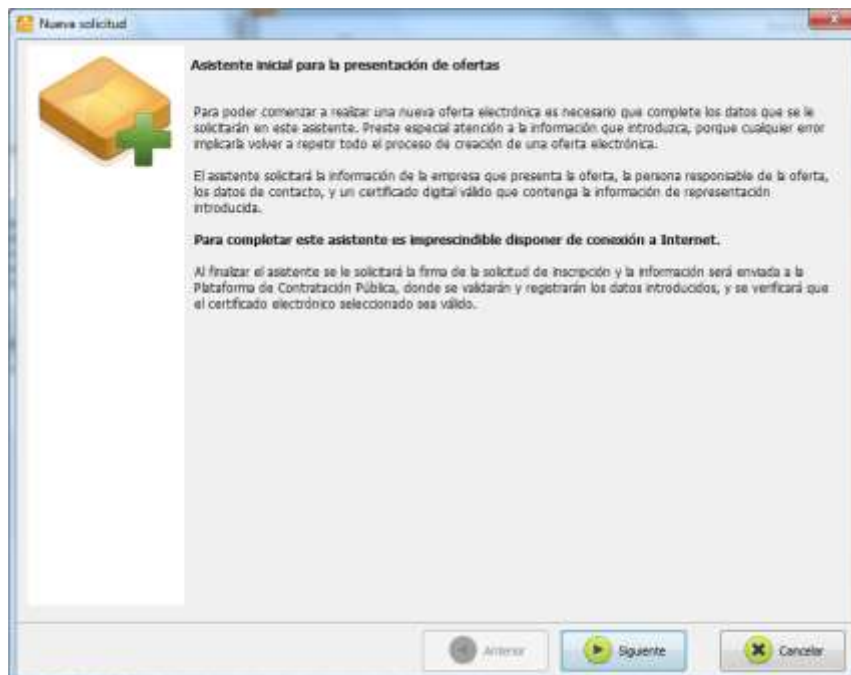 Nueva solicitud
Asistente inicial para la presentación de ofertas
Para poder comenzar a realizar una nueva oferta electrónica es necesario que complete los datos que se le
solicitarán en este asistente. Preste especial atención a la información que introduzca, porque cualquier error
implicaría volver a repetir todo el proceso de creación de una oferta electrónica.
El asistente solicitará la información de la empresa que presenta la oferta, la persona responsable de la oferta,
los datos de contacto, y un certificado digital válido que contenga la información de representación
introducida.
Para completar este asistente es imprescindible disponer de conexión a Internet.
Al finalizar el asistente se le solicitará la firma de la solicitud de inscripción y la información será enviada a la
Plataforma de Contratación Pública, donde se validarán y registrarán los datos introducidos, y se verificará que
el certificado electrónico seleccionado sea válido.
Anterior
Siguiente
Cancelar